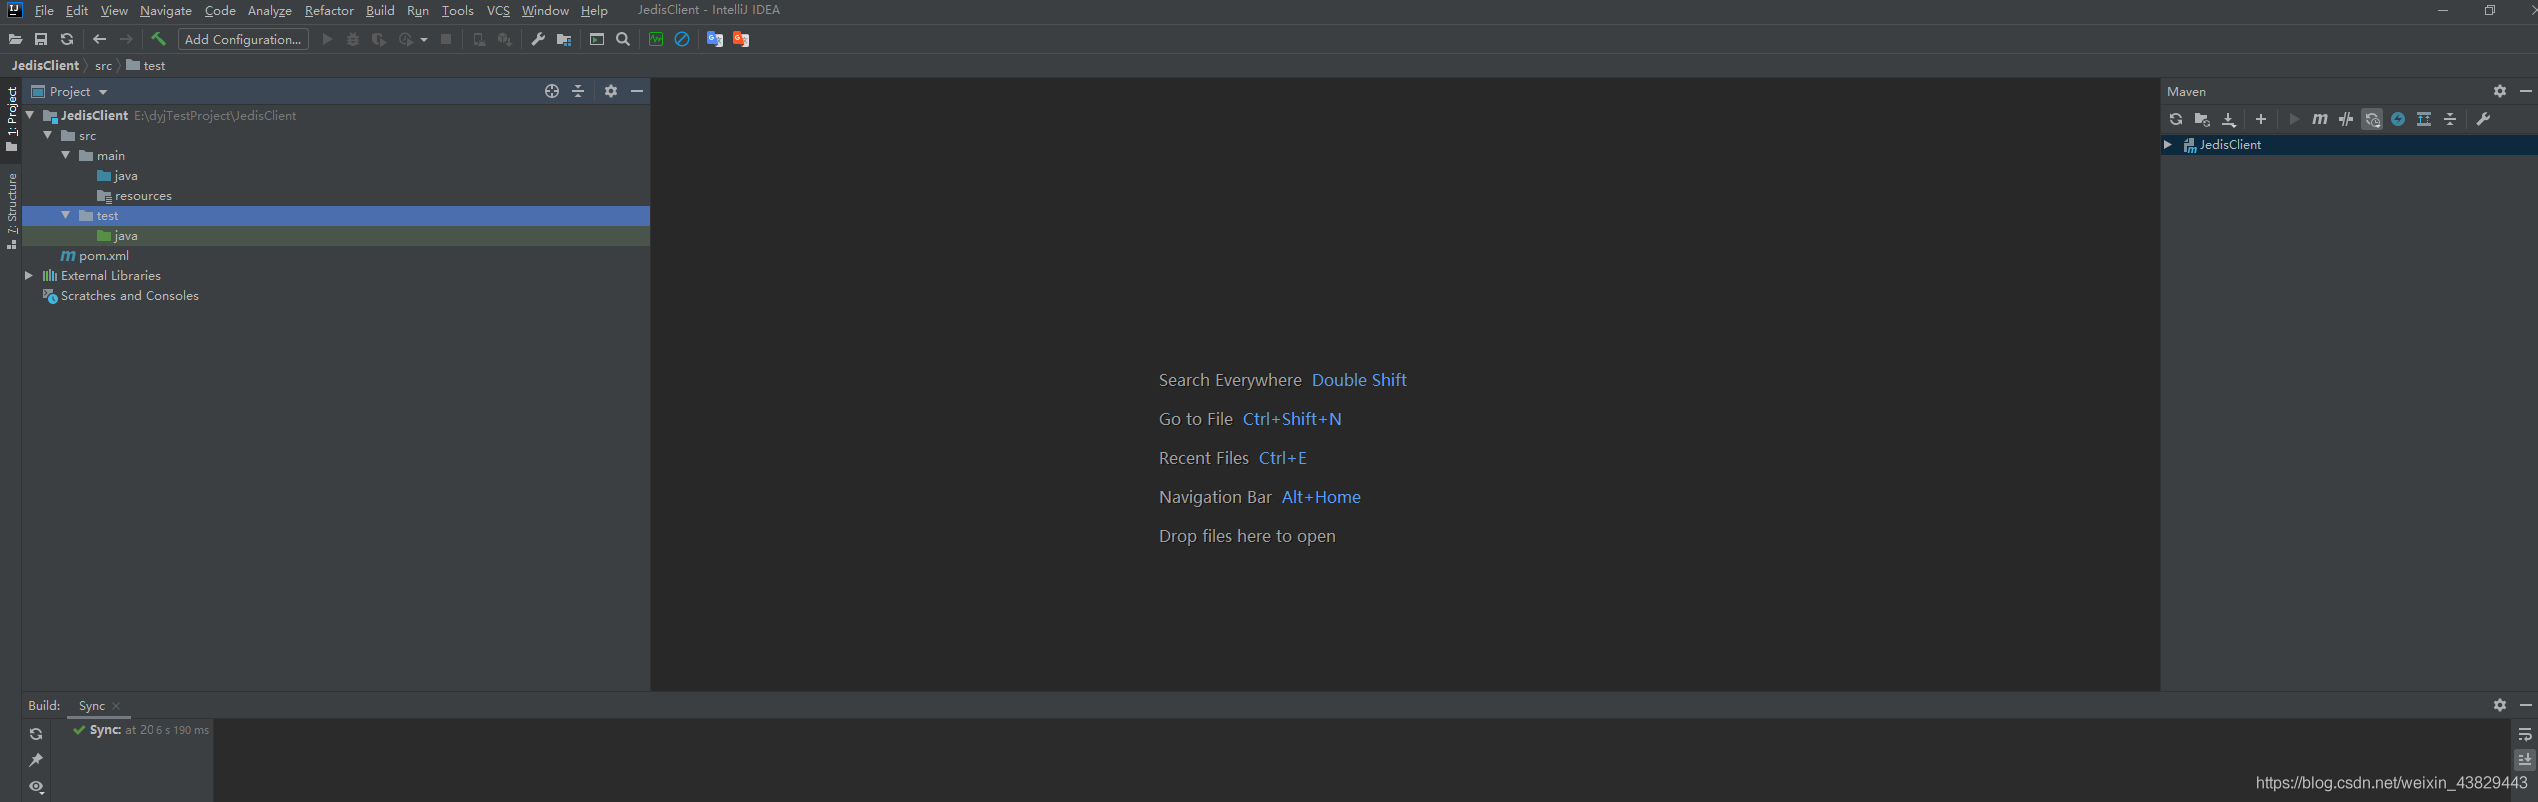 File Edit View Navigate Code Analyze Refactor Build Run Tools VCS Window Help JedisClient - IntelliJ IDEA
Add Configuration...
JedisClient src test
1: Project
7: Structure
Project
JedisClient E:\dyjTestProject\JedisClient
src
main
java
resources
test
java
pom.xml
External Libraries
Scratches and Consoles
Search Everywhere Double Shift
Go to File Ctrl+Shift+N
Recent Files Ctrl+E
Navigation Bar Alt+Home
Drop files here to open
Maven
JedisClient
Build: Sync
Sync: at 20 6 s 190 ms
https://blog.csdn.net/weixin_43829443